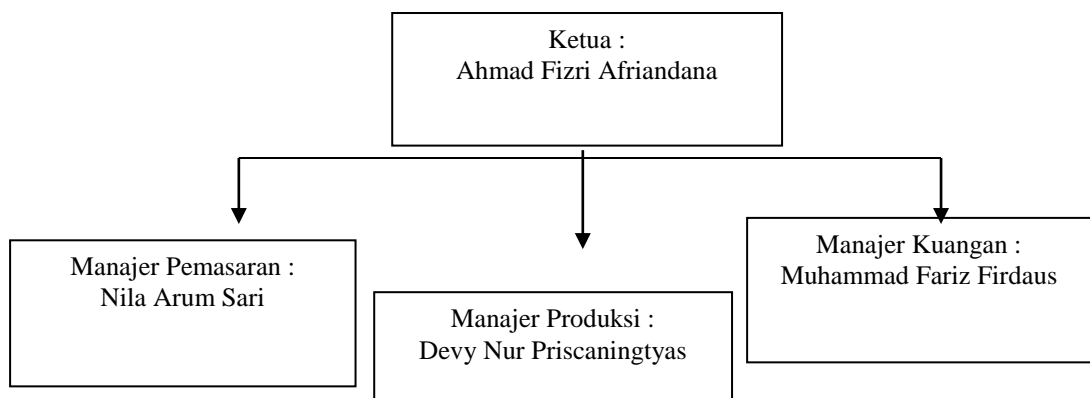 Ketua :
Ahmad Fizri Afriandana
Manajer Pemasaran :
Nila Arum Sari
Manajer Produksi :
Devy Nur Priscaningtyas
Manajer Kuangan :
Muhammad Fariz Firdaus